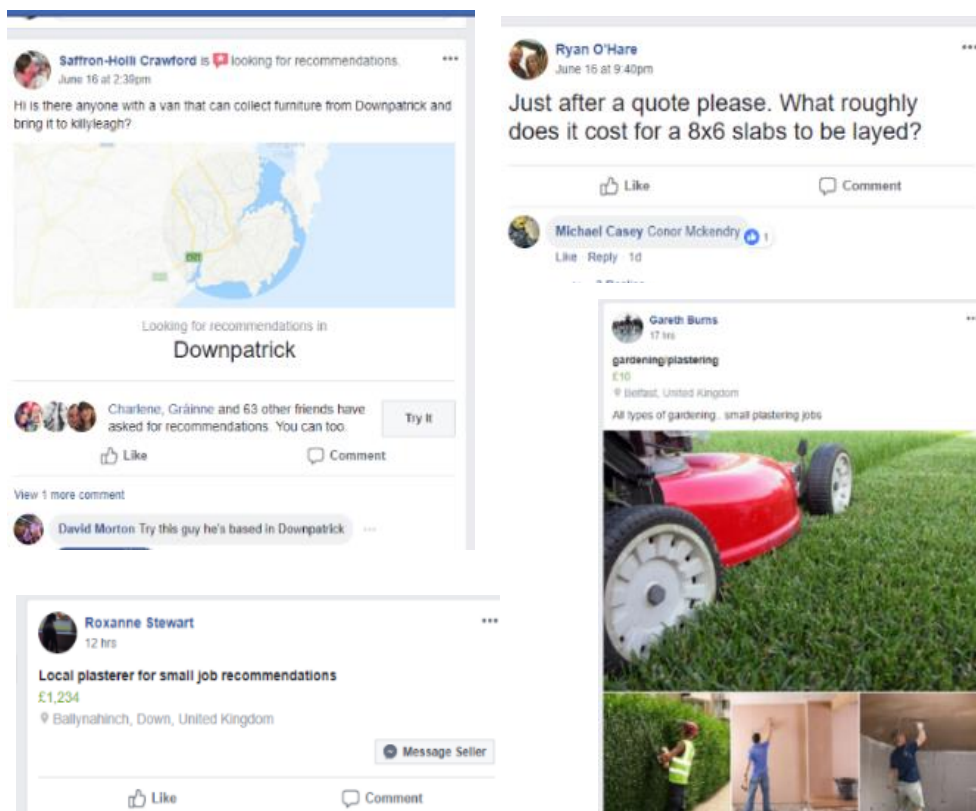 Saffron-Holli Crawford is looking for recommendations.
June 16 at 2:39pm
Hi is there anyone with a van that can collect furniture from Downpatrick and
bring it to killyleagh?
Looking for recommendations in
Downpatrick
Charlene, Gráinne and 63 other friends have
asked for recommendations. You can too.
Try It
Like
Comment
View 1 more comment
David Morton Try this guy he's based in Downpatrick
Ryan O'Hare
June 16 at 9:40pm
Just after a quote please. What roughly
does it cost for a 8x6 slabs to be layed?
Like
Comment
Michael Casey Conor Mckendry
1
Like Reply 1d
Gareth Burns
17 hrs
gardening/plastering
£10
Belfast, United Kingdom
All types of gardening.. small plastering jobs
Roxanne Stewart
12 hrs
Local plasterer for small job recommendations
£1,234
Ballynahinch, Down, United Kingdom
Message Seller
Like
Comment